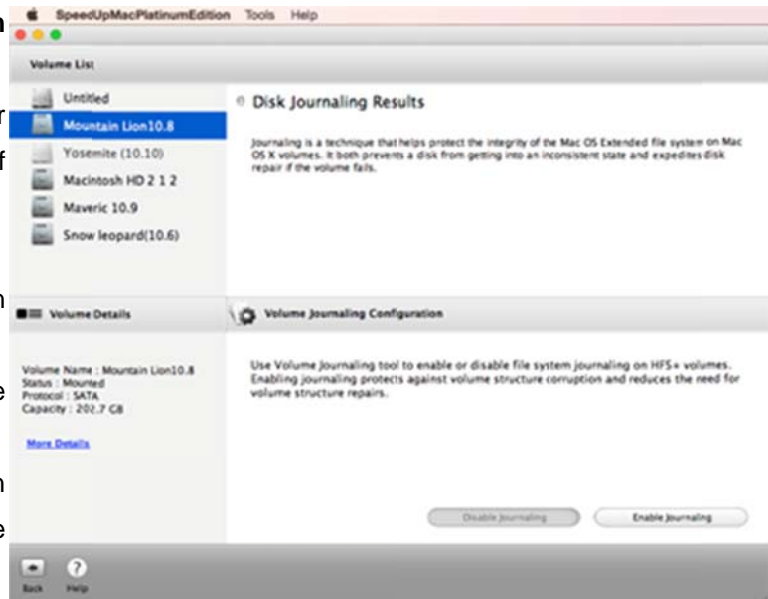 SpeedUpMacPlatinumEdition Tools Help
Volume List
Untitled
Mountain Lion10.8
Yosemite (10.10)
Macintosh HD 2 1 2
Maveric 10.9
Snow leopard(10.6)
Disk Journaling Results
Journaling is a technique that helps protect the integrity of the Mac OS Extended file system on Mac
OS X volumes. It both prevents a disk from getting into an inconsistent state and expedites disk
repair if the volume fails.
Volume Details
Volume Name : Mountain Lion10.8
Status : Mounted
Protocol : SATA
Capacity : 202.7 GB
More Details
Volume Journaling Configuration
Use Volume Journaling tool to enable or disable file system journaling on HFS+ volumes.
Enabling journaling protects against volume structure corruption and reduces the need for
volume structure repairs.
Disable Journaling
Enable Journaling
Back
Help